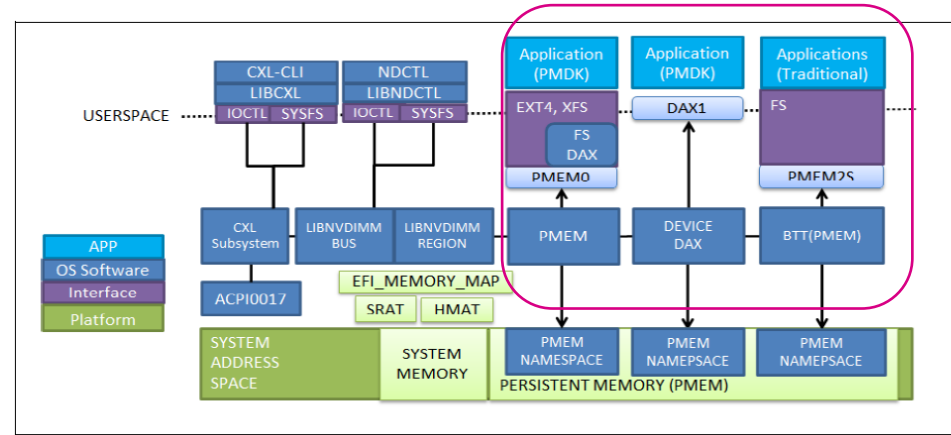 Application
(PMDK)
Application
(PMDK)
Applications
(Traditional)
CXL-CLI
LIBCXL
IOCTL SYSFS
NDCTL
LIBNDCTL
IOCTL SYSFS
USERSPACE
EXT4, XFS
FS
DAX
PMEM0
DAX1
FS
PMEM2S
CXL
Subsystem
LIBNVDIMM
BUS
LIBNVDIMM
REGION
PMEM
DEVICE
DAX
BTT(PMEM)
APP
OS Software
Interface
Platform
ACPI0017
EFI_MEMORY_MAP
SRAT
HMAT
SYSTEM
ADDRESS
SPACE
SYSTEM
MEMORY
PMEM
NAMESPACE
PMEM
NAMEPSACE
PMEM
NAMEPSACE
PERSISTENT MEMORY (PMEM)